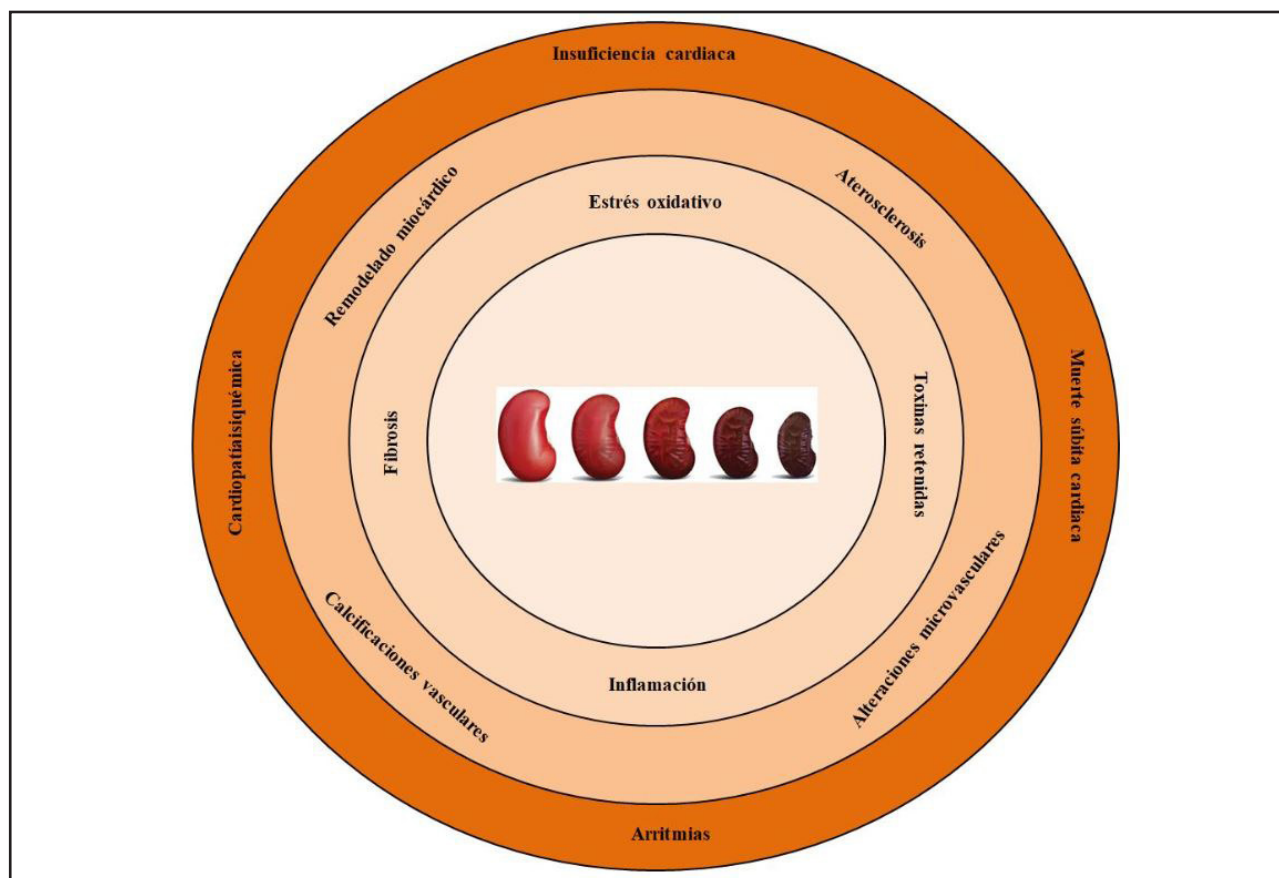 Insuficiencia cardiaca
Aterosclerosis
Remodelado miocárdico
Estrés oxidativo
Cardiopatíaisiquémica
Fibrosis
Toxinas retenidas
Muerte súbita cardiaca
Calcificaciones vasculares
Alteraciones microvasculares
Inflamación
Arritmias